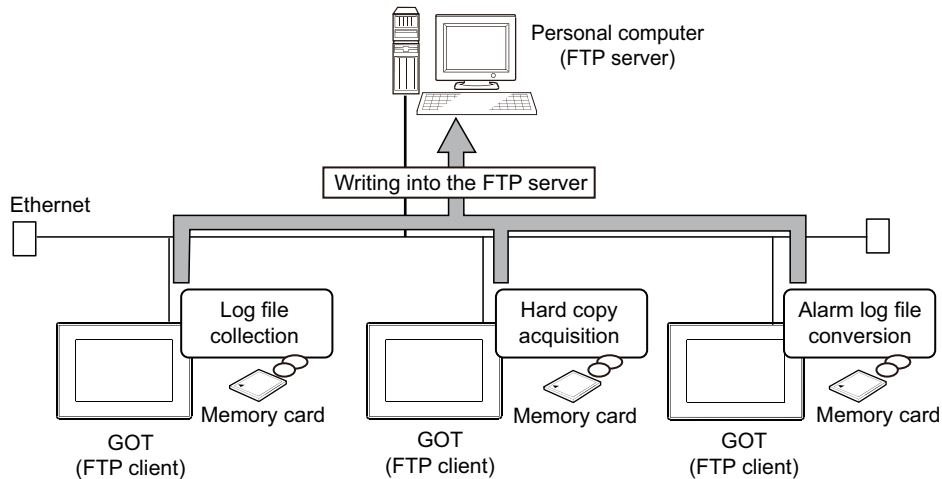 Personal computer
(FTP server)
Writing into the FTP server
Ethernet
Log file
collection
Memory card
GOT
(FTP client)
Hard copy
acquisition
Memory card
GOT
(FTP client)
Alarm log file
conversion
Memory card
GOT
(FTP client)